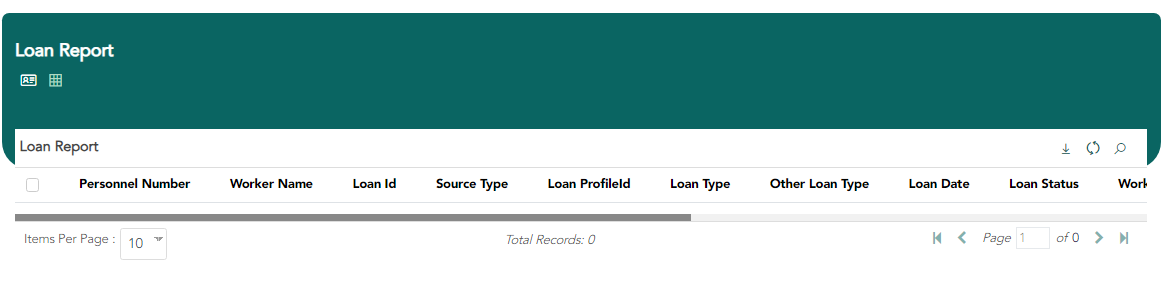 Loan Report
Loan Report
Personnel Number Worker Name Loan Id Source Type Loan ProfileId Loan Type Other Loan Type Loan Date Loan Status Work
Items Per Page : 10 Total Records: 0 Page 1 of 0